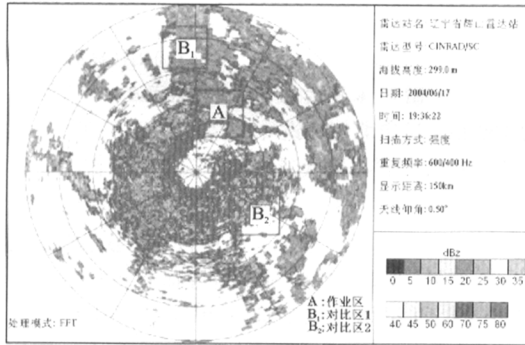 B₁
A
B₂
A:作业区
B₁:对比区1
B₂:对比区2
处理模式: FFT
雷达站名:辽宁省 雷达站
雷达型号: CINRAD/SC
海拔高度: 299.0 m
日期: 2004/06/17
时间: 19:36:22
扫描方式: 强度
重复频率: 600/400 Hz
显示距离: 150km
天线仰角: 0.50°
dBz
0 5 10 15 20 25 30 35
40 45 50 60 70 75 80